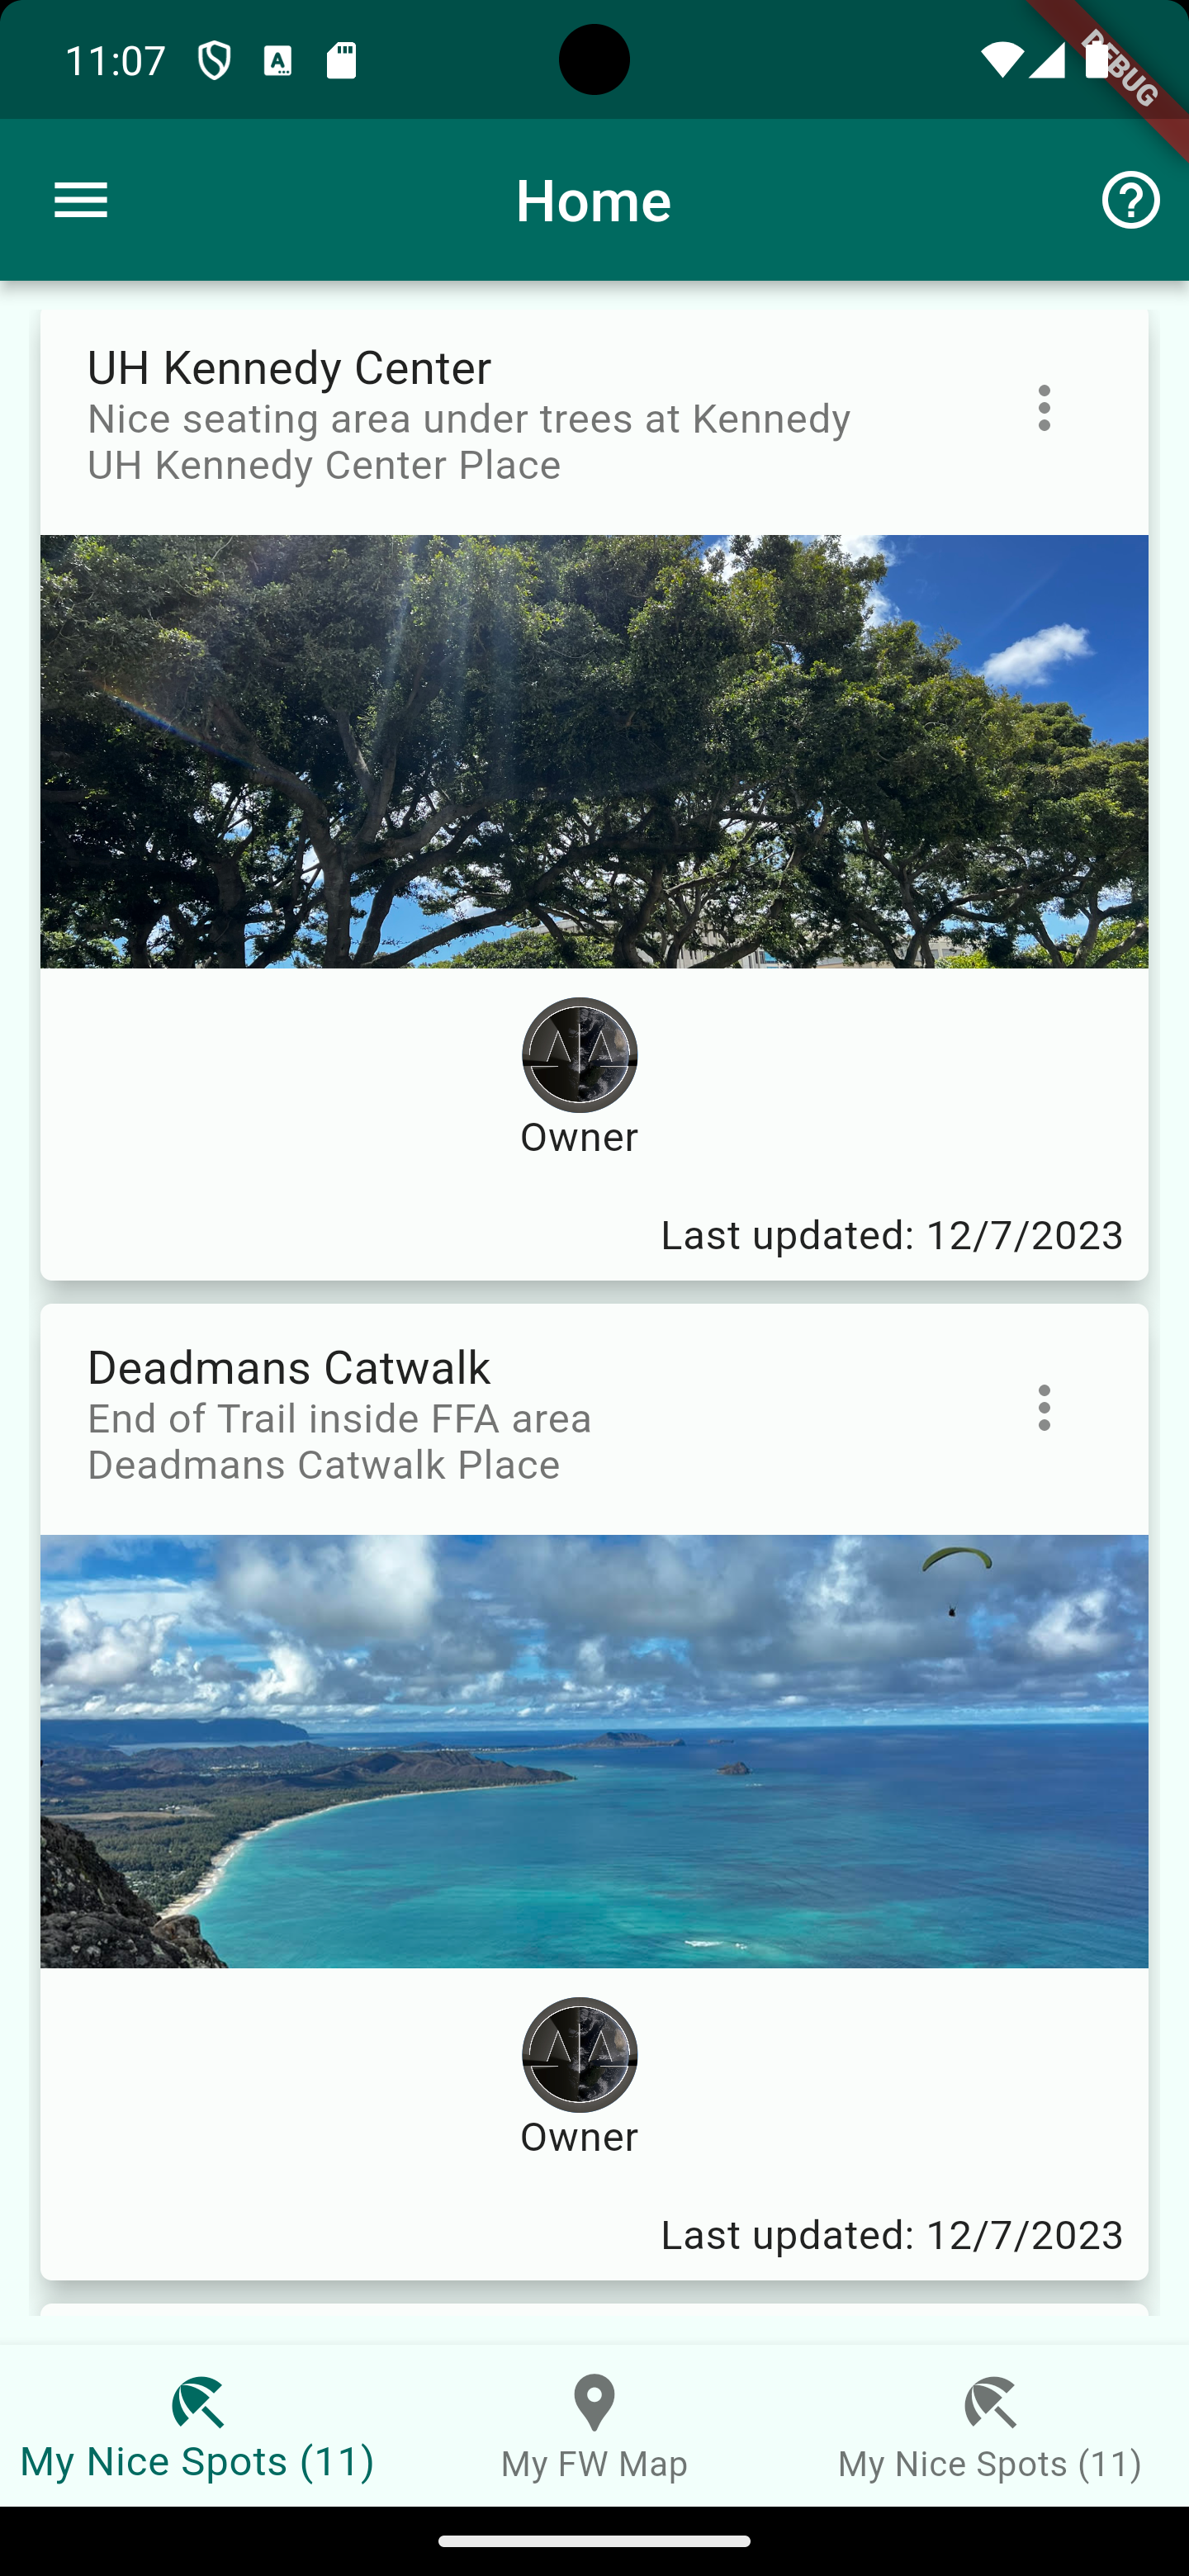 11:07
DEBUG
Home
UH Kennedy Center
Nice seating area under trees at Kennedy
UH Kennedy Center Place
Owner
Last updated: 12/7/2023
Deadmans Catwalk
End of Trail inside FFA area
Deadmans Catwalk Place
Owner
Last updated: 12/7/2023
My Nice Spots (11)
My FW Map
My Nice Spots (11)